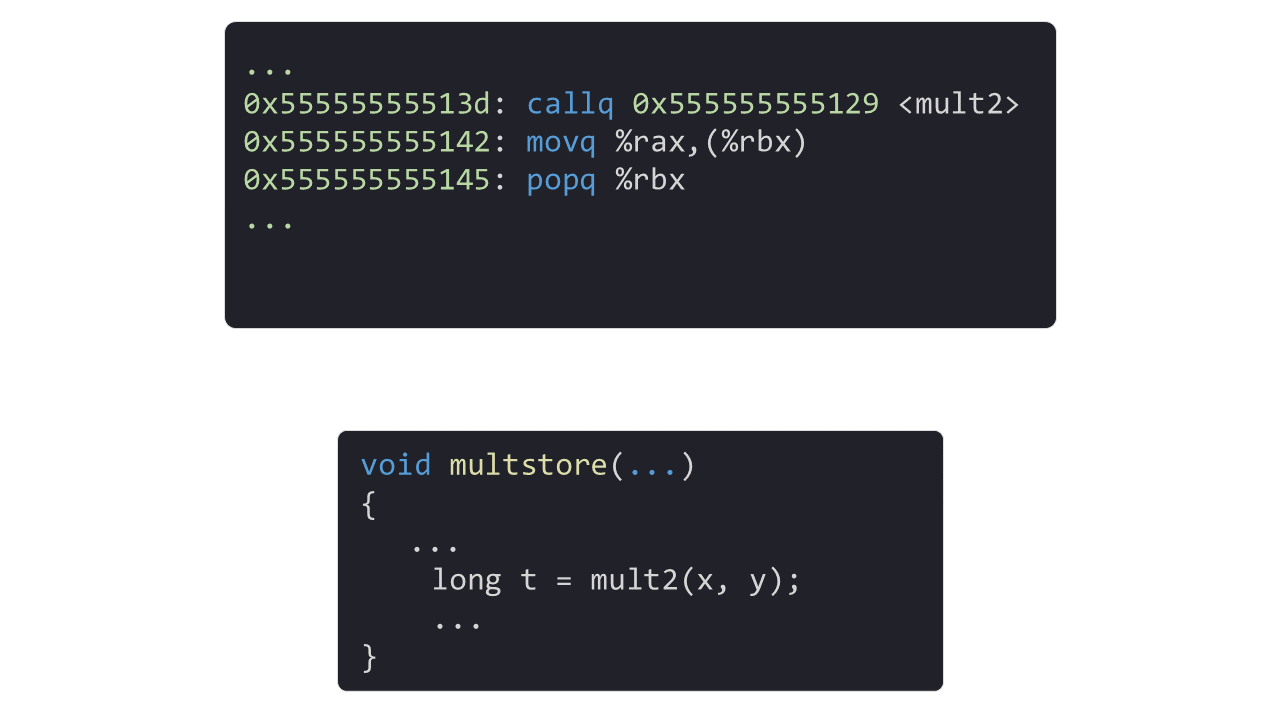 ...
0x55555555513d: callq 0x555555555129 <mult2>
0x555555555142: movq %rax,(%rbx)
0x555555555145: popq %rbx
...
void multstore(...)
{
...
long t = mult2(x, y);
...
}